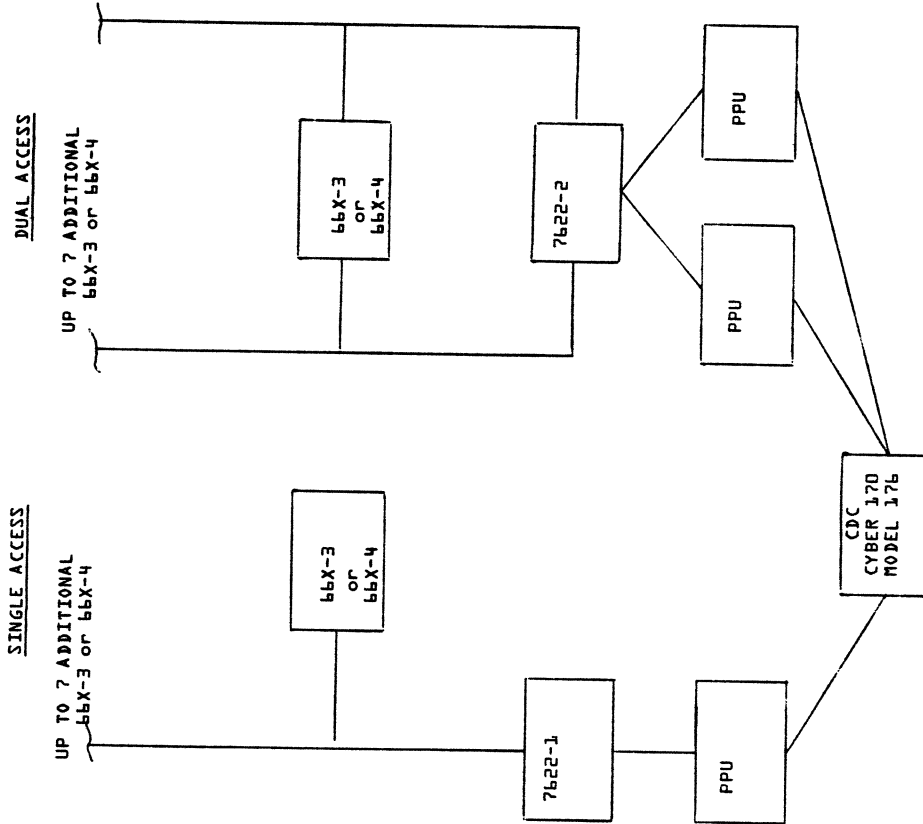 SINGLE ACCESS
UP TO 7 ADDITIONAL
66X-3 or 66X-4
66X-3
or
66X-4
7622-1
PPU
DUAL ACCESS
UP TO 7 ADDITIONAL
66X-3 or 66X-4
66X-3
or
66X-4
7622-2
PPU
PPU
CDC
CYBER 170
MODEL 176